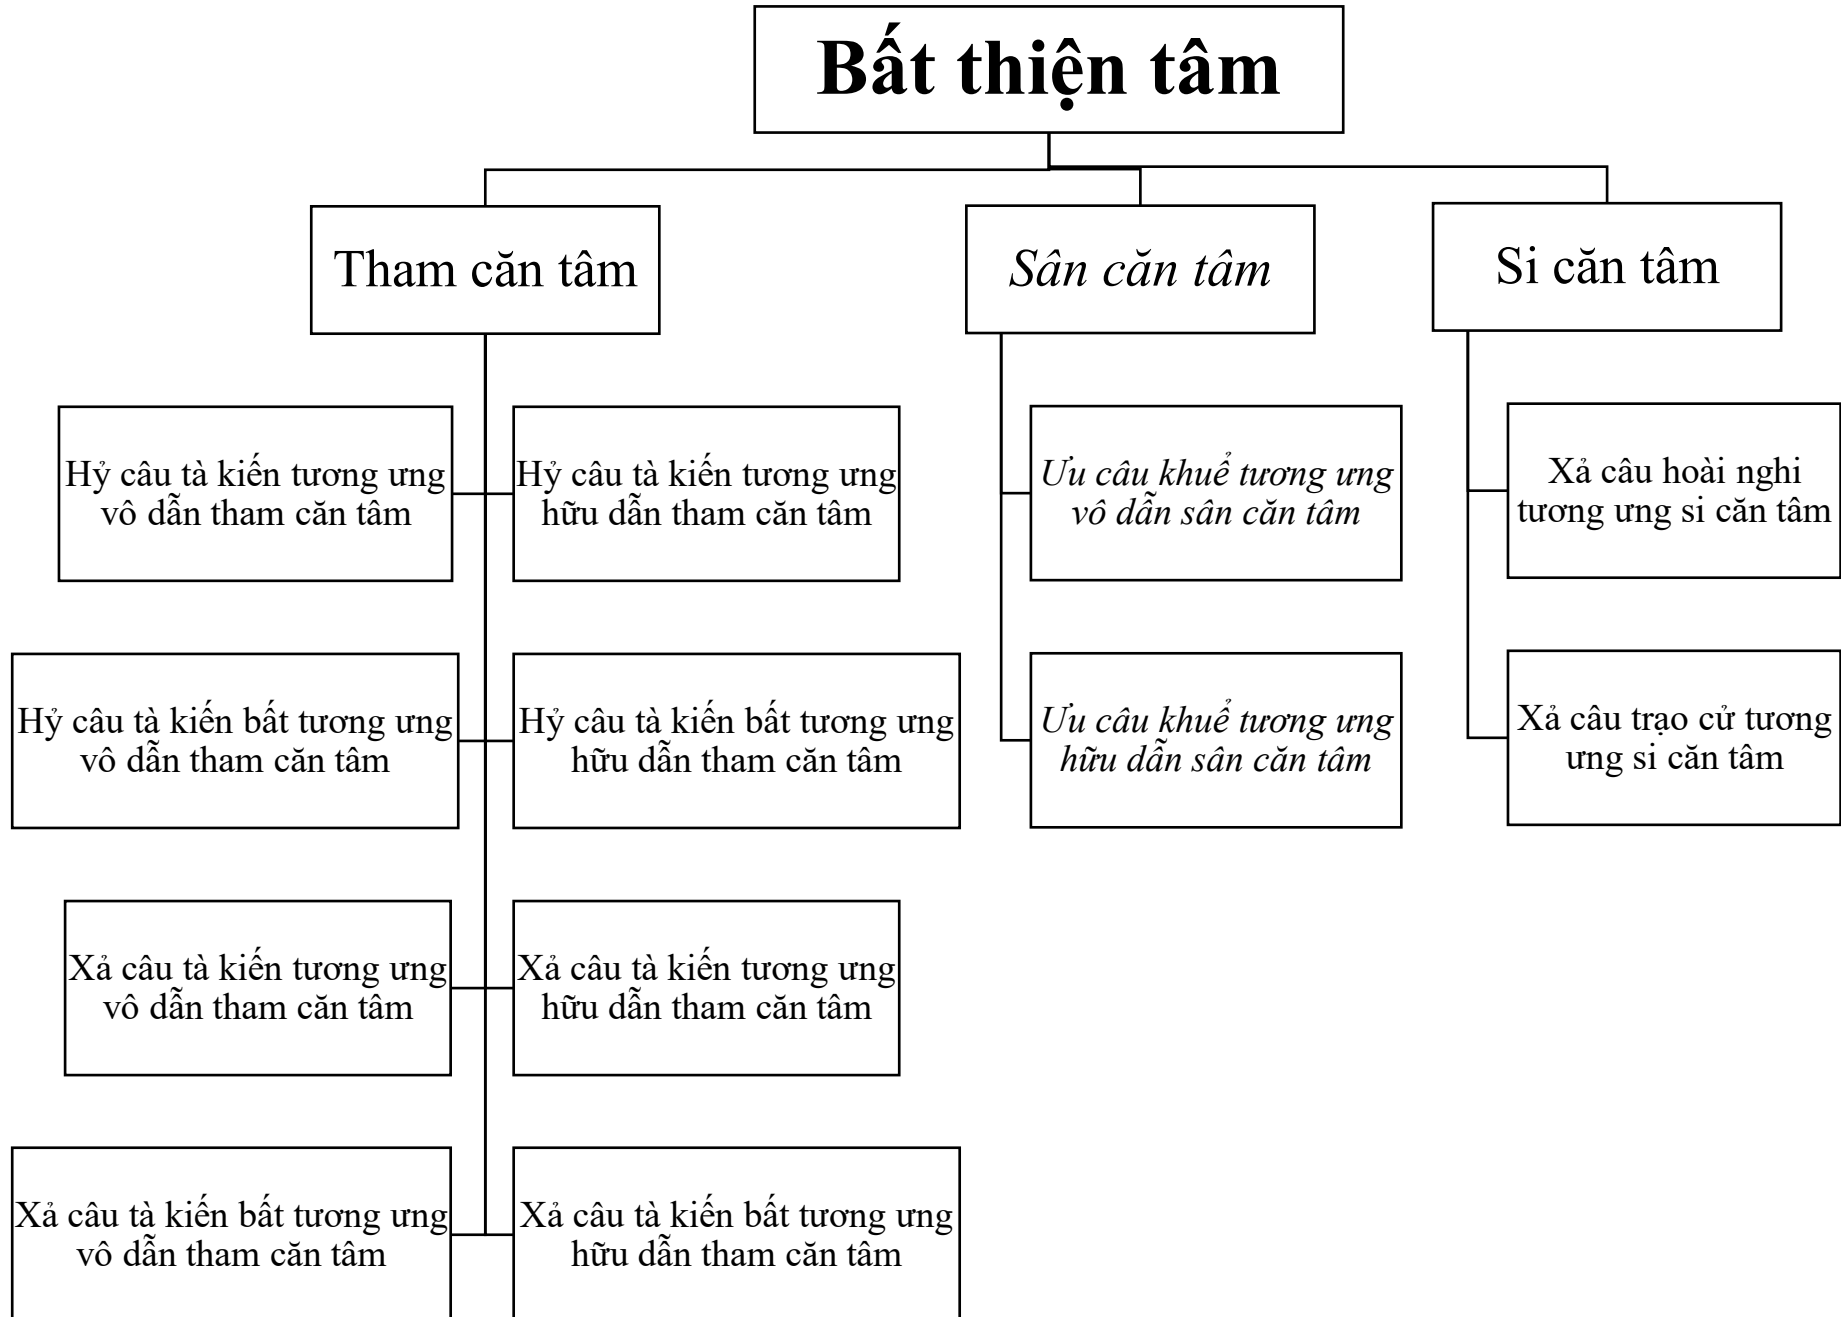 Bất thiện tâm
Tham căn tâm
Sân căn tâm
Si căn tâm
Hỷ câu tà kiến tương ưng
vô dẫn tham căn tâm
Hỷ câu tà kiến tương ưng
hữu dẫn tham căn tâm
Hỷ câu tà kiến bất tương ưng
vô dẫn tham căn tâm
Hỷ câu tà kiến bất tương ưng
hữu dẫn tham căn tâm
Xả câu tà kiến tương ưng
vô dẫn tham căn tâm
Xả câu tà kiến tương ưng
hữu dẫn tham căn tâm
Xả câu tà kiến bất tương ưng
vô dẫn tham căn tâm
Xả câu tà kiến bất tương ưng
hữu dẫn tham căn tâm
Ưu câu khuể tương ưng
vô dẫn sân căn tâm
Ưu câu khuể tương ưng
hữu dẫn sân căn tâm
Xả câu hoài nghi
tương ưng si căn tâm
Xả câu trạo cử tương
ưng si căn tâm